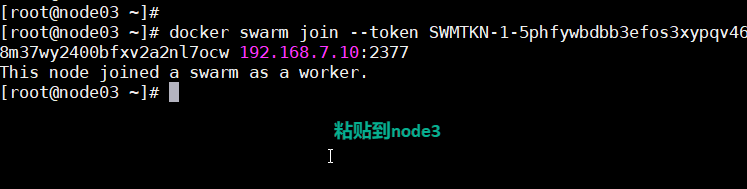 [root@node03 ~]#
[root@node03 ~]# docker swarm join --token SWMTKN-1-5phfywbdbb3efos3xypqv46
8m37wy2400bfxv2a2nl7ocw 192.168.7.10:2377
This node joined a swarm as a worker.
[root@node03 ~]#
粘贴到node3